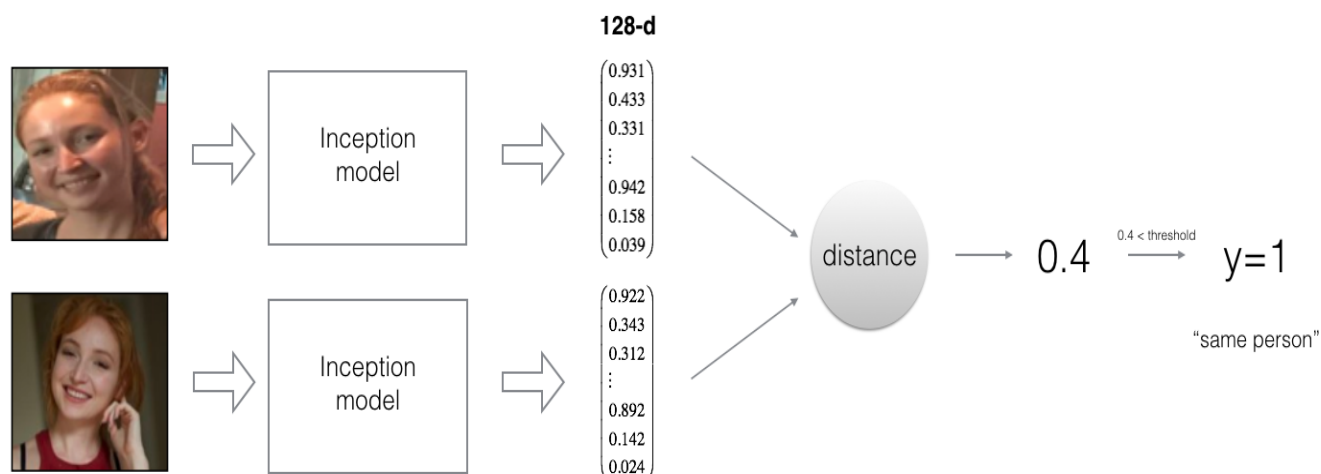 128-d
0.931
0.433
0.331
⋮
0.942
0.158
0.039
Inception
model
0.922
0.343
0.312
⋮
0.892
0.142
0.024
Inception
model
distance
0.4
0.4 < threshold
y=1
“same person”